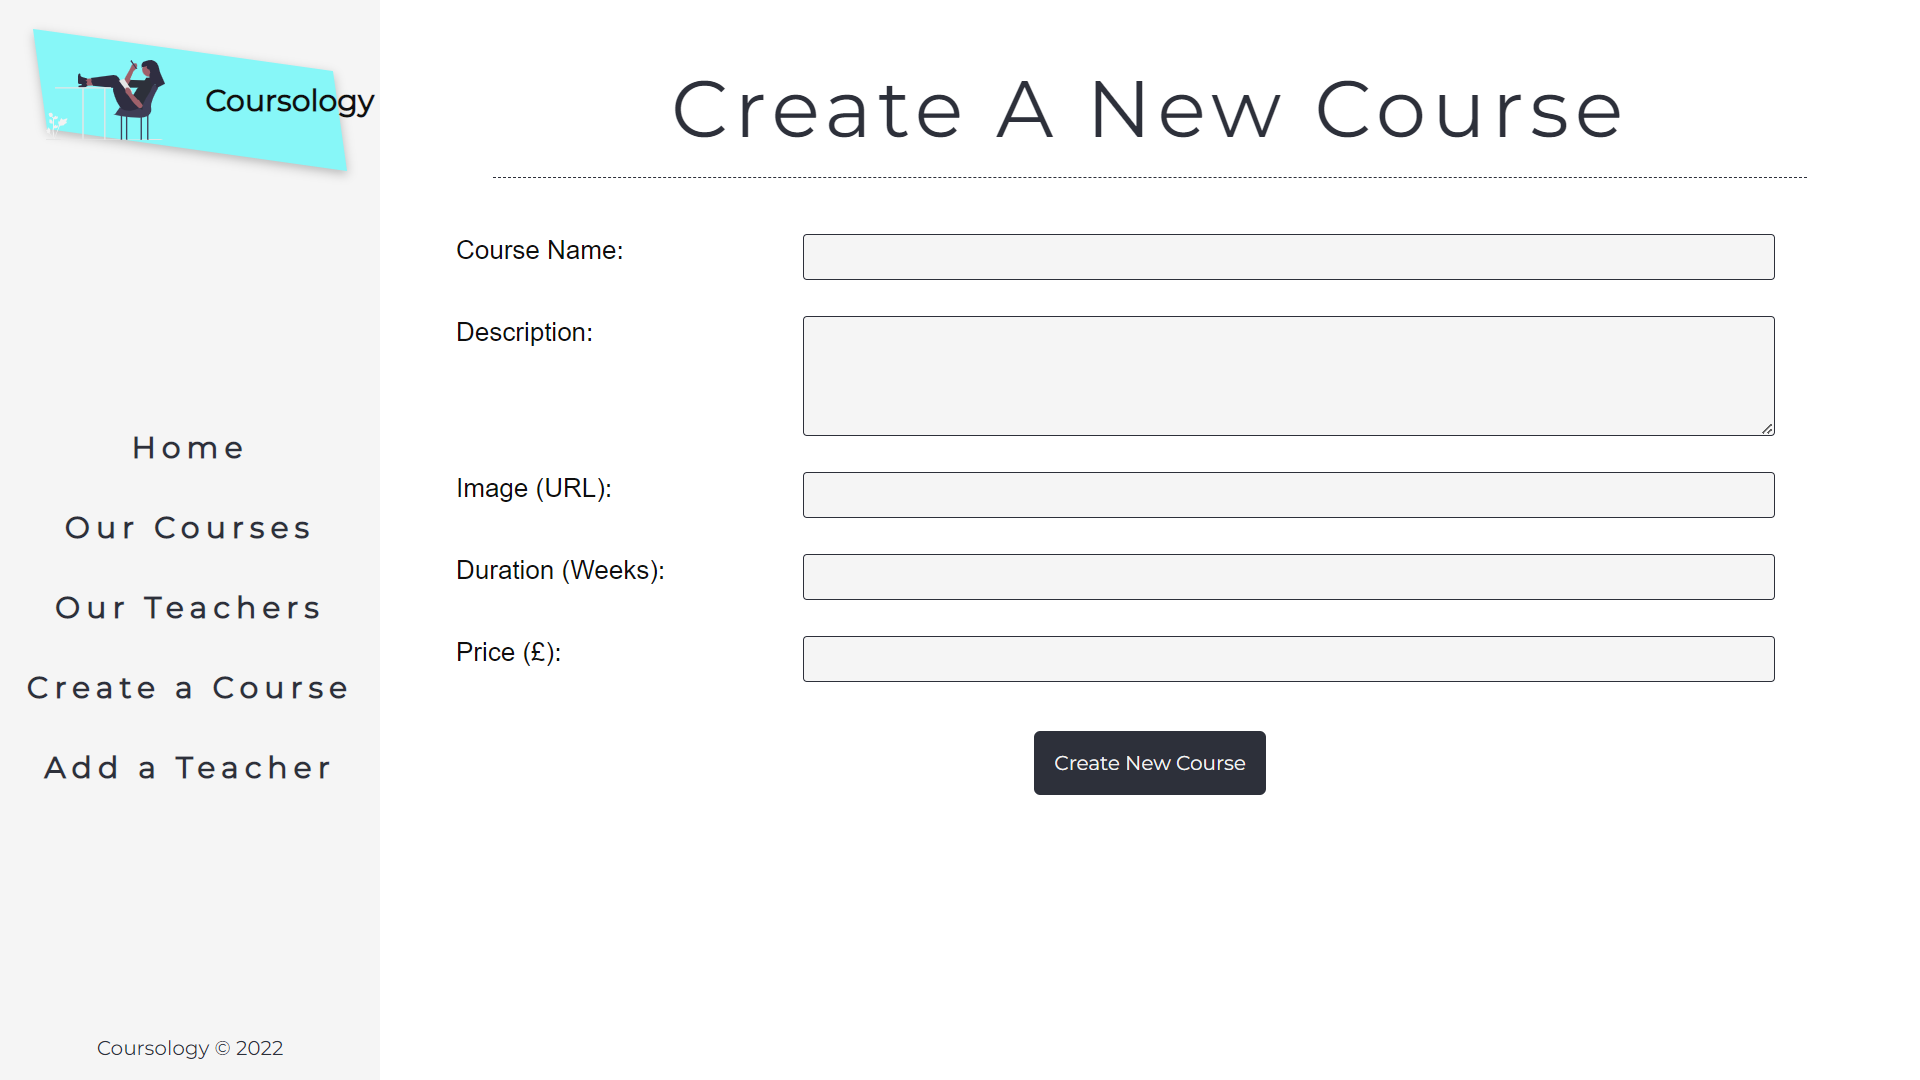 Coursology
Home
Our Courses
Our Teachers
Create a Course
Add a Teacher
Coursology © 2022
Create A New Course
Course Name:
Description:
Image (URL):
Duration (Weeks):
Price (£):
Create New Course